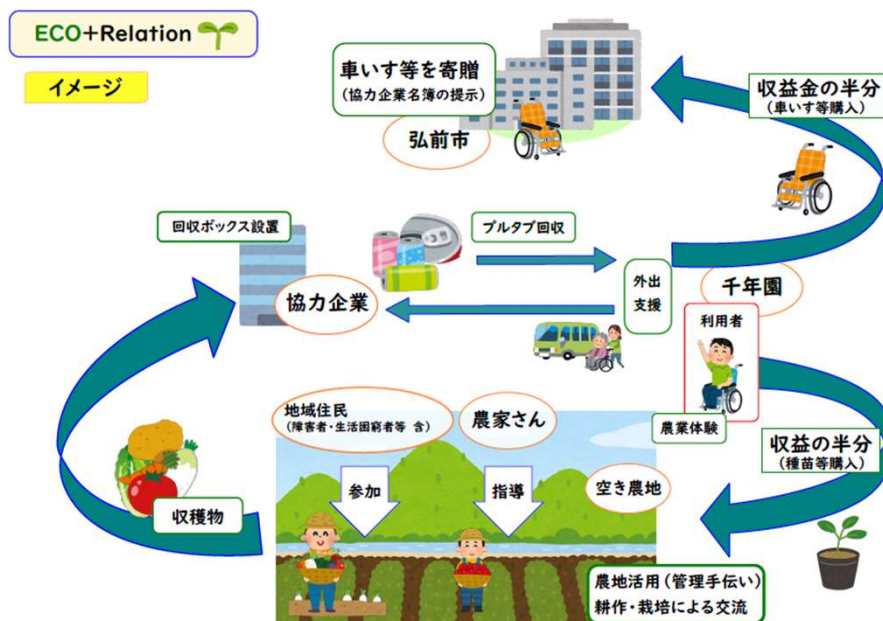 ECO+Relation
イメージ
車いす等を寄贈
(協力企業名簿の提示)
弘前市
収益金の半分
(車いす等購入)
回収ボックス設置
プルタブ回収
協力企業
外出
支援
千年園
利用者
農業体験
収益の半分
(種苗等購入)
地域住民
(障害者・生活困窮者等 含)
農家さん
参加
指導
空き農地
収穫物
農地活用(管理手伝い)
耕作・栽培による交流